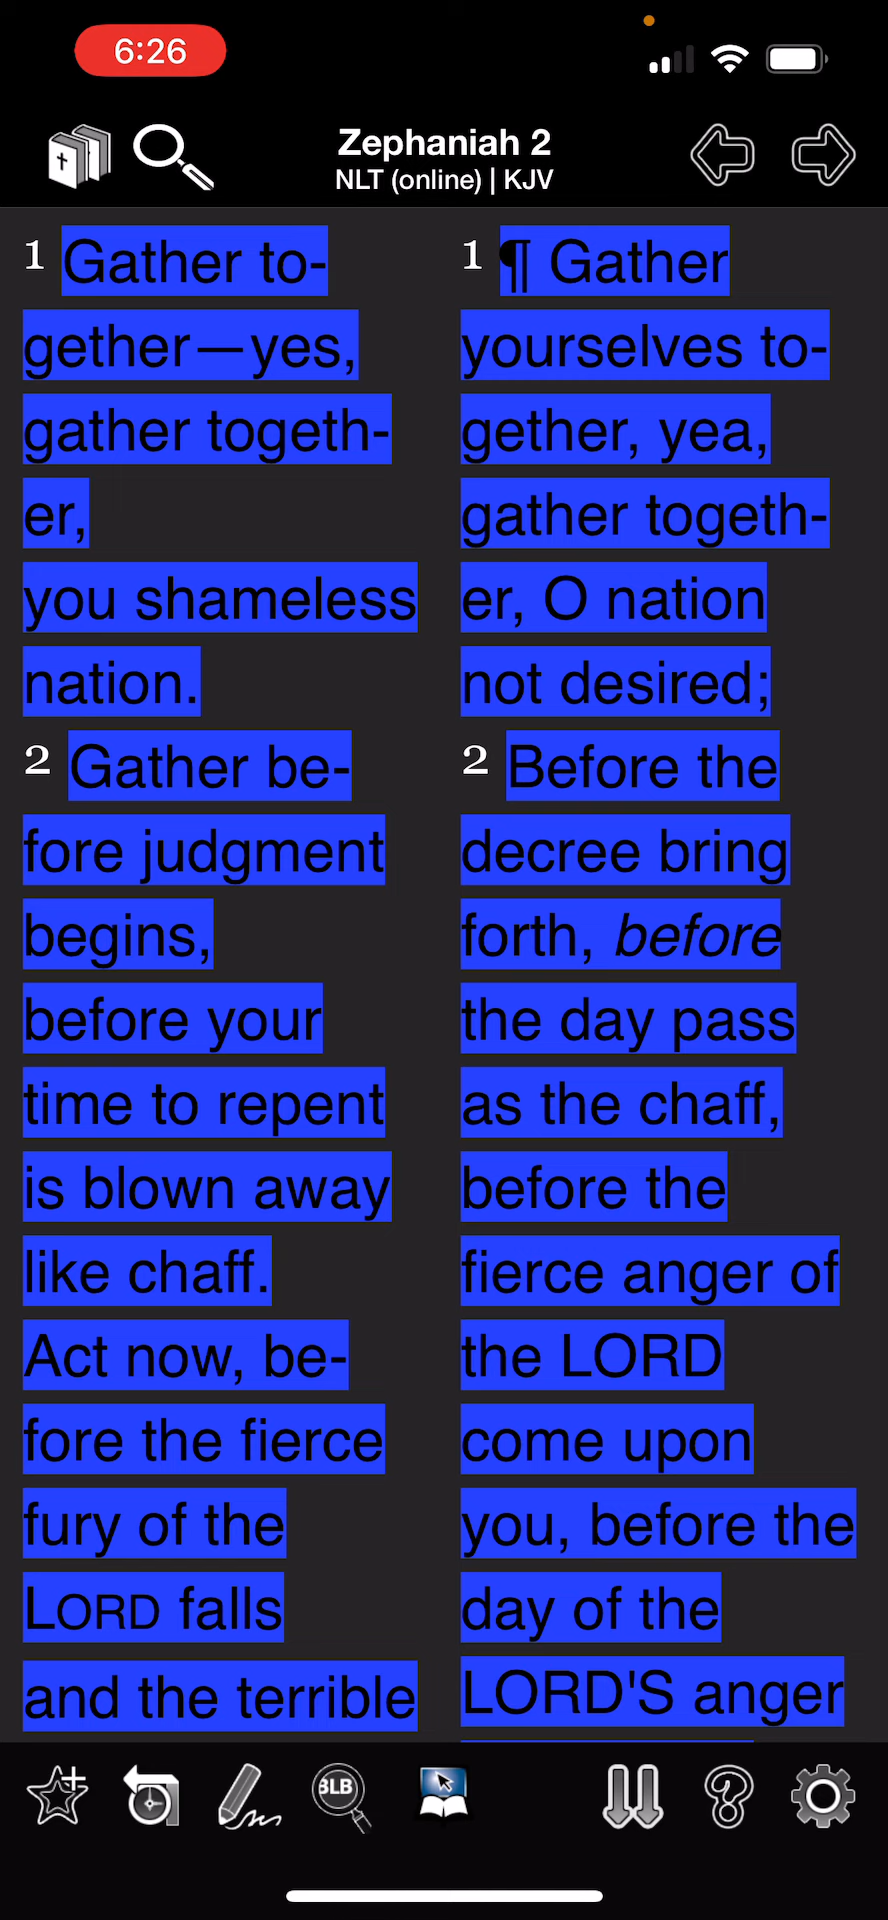 6:26
Zephaniah 2
NLT (online) | KJV
1 Gather to-
gether—yes,
gather togeth-
er,
you shameless
nation.
2 Gather be-
fore judgment
begins,
before your
time to repent
is blown away
like chaff.
Act now, be-
fore the fierce
fury of the
LORD falls
and the terrible
1 ¶ Gather
yourselves to-
gether, yea,
gather togeth-
er, O nation
not desired;
2 Before the
decree bring
forth, before
the day pass
as the chaff,
before the
fierce anger of
the LORD
come upon
you, before the
day of the
LORD'S anger
BLB